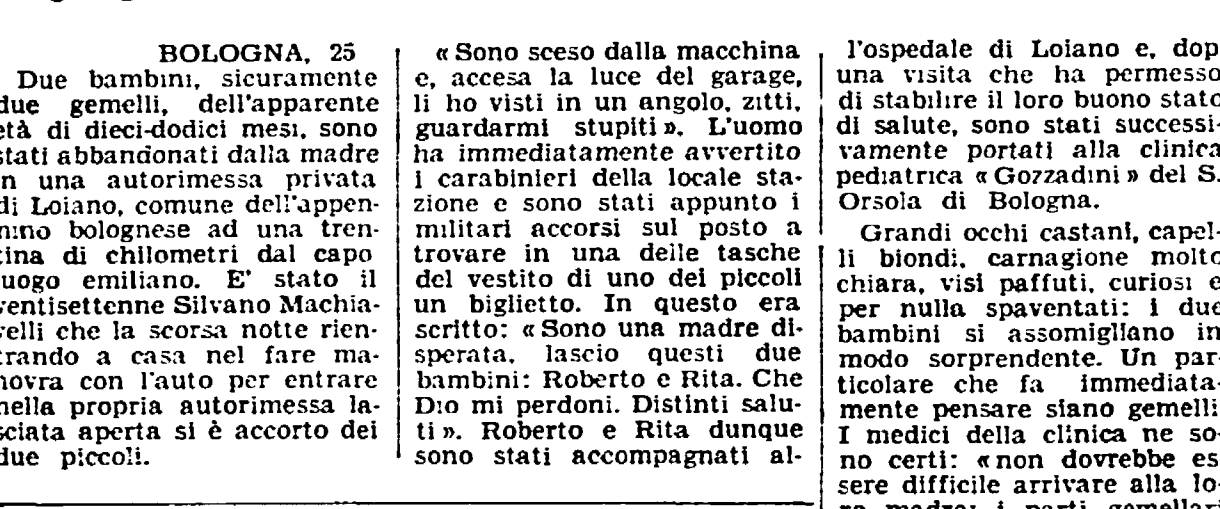 BOLOGNA, 25
Due bambini, sicuramente
due gemelli, dell'apparente
età di dieci-dodici mesi, sono
stati abbandonati dalla madre
in una autorimessa privata
di Loiano, comune dell'appen-
nino bolognese ad una tren-
tina di chilometri dal capo
luogo emiliano. E' stato il
ventisettenne Silvano Machia-
velli che la scorsa notte rien-
trando a casa nel fare ma-
novra con l'auto per entrare
nella propria autorimessa la-
sciata aperta si è accorto dei
due piccoli.
« Sono sceso dalla macchina
e, accesa la luce del garage,
li ho visti in un angolo, zitti,
guardarmi stupiti ». L'uomo
ha immediatamente avvertito
i carabinieri della locale sta-
zione e sono stati appunto i
militari accorsi sul posto a
trovare in una delle tasche
del vestito di uno dei piccoli
un biglietto. In questo era
scritto: « Sono una madre di-
sperata, lascio questi due
bambini: Roberto e Rita. Che
Dio mi perdoni. Distinti salu-
ti ». Roberto e Rita dunque
sono stati accompagnati al-
l'ospedale di Loiano e, dop
una visita che ha permesso
di stabilire il loro buono stato
di salute, sono stati successi-
vamente portati alla clinica
pediatrica « Gozzadini » del S.
Orsola di Bologna.
Grandi occhi castani, capel-
li biondi, carnagione molto
chiara, visi paffuti, curiosi e
per nulla spaventati: i due
bambini si assomigliano in
modo sorprendente. Un par-
ticolare che fa immediata-
mente pensare siano gemelli.
I medici della clinica ne so-
no certi: « non dovrebbe es-
sere difficile arrivare alla lo-
ro madre: i parti gemellari